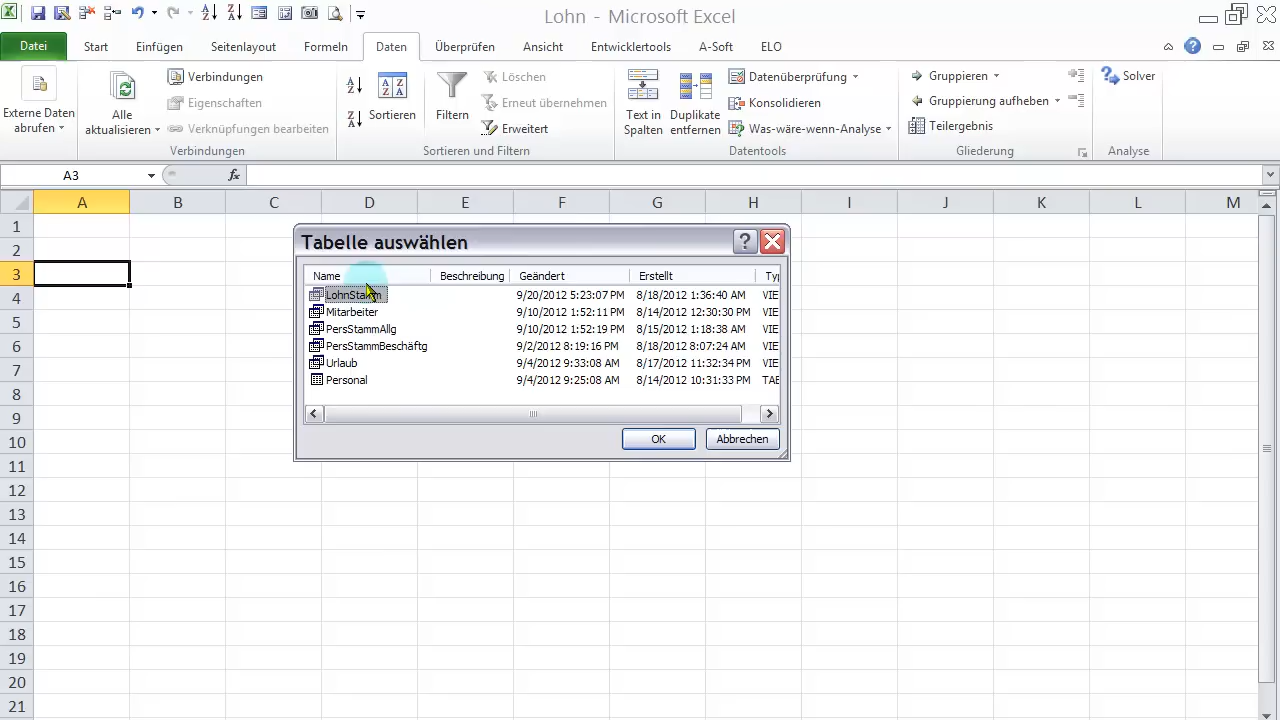 Lohn - Microsoft Excel
Datei Start Einfügen Seitenlayout Formeln Daten Überprüfen Ansicht Entwicklertools A-Soft ELO
Externe Daten abrufen
Alle aktualisieren
Verbindungen
Eigenschaften
Verknüpfungen bearbeiten
Verbindungen
Sortieren
Filtern
Löschen
Erneut übernehmen
Erweitert
Sortieren und Filtern
Text in Spalten
Duplikate entfernen
Datenüberprüfung
Konsolidieren
Was-wäre-wenn-Analyse
Datentools
Gruppieren
Gruppierung aufheben
Teilergebnis
Gliederung
Solver
Analyse
A3 fx
A B C D E F G H I J K L M
1
2
3
4
5
6
7
8
9
10
11
12
13
14
15
16
17
18
19
20
21
Tabelle auswählen
Name Beschreibung Geändert Erstellt Typ
LohnStamm 9/20/2012 5:23:07 PM 8/18/2012 1:36:40 AM VIE
Mitarbeiter 9/10/2012 1:52:11 PM 8/14/2012 12:30:30 PM VIE
PersStammAllg 9/10/2012 1:52:19 PM 8/15/2012 1:18:38 AM VIE
PersStammBeschäftg 9/2/2012 8:19:16 PM 8/18/2012 8:07:24 AM VIE
Urlaub 9/4/2012 9:33:08 AM 8/17/2012 11:32:34 PM VIE
Personal 9/4/2012 9:25:08 AM 8/14/2012 10:31:33 PM TAE
OK Abbrechen